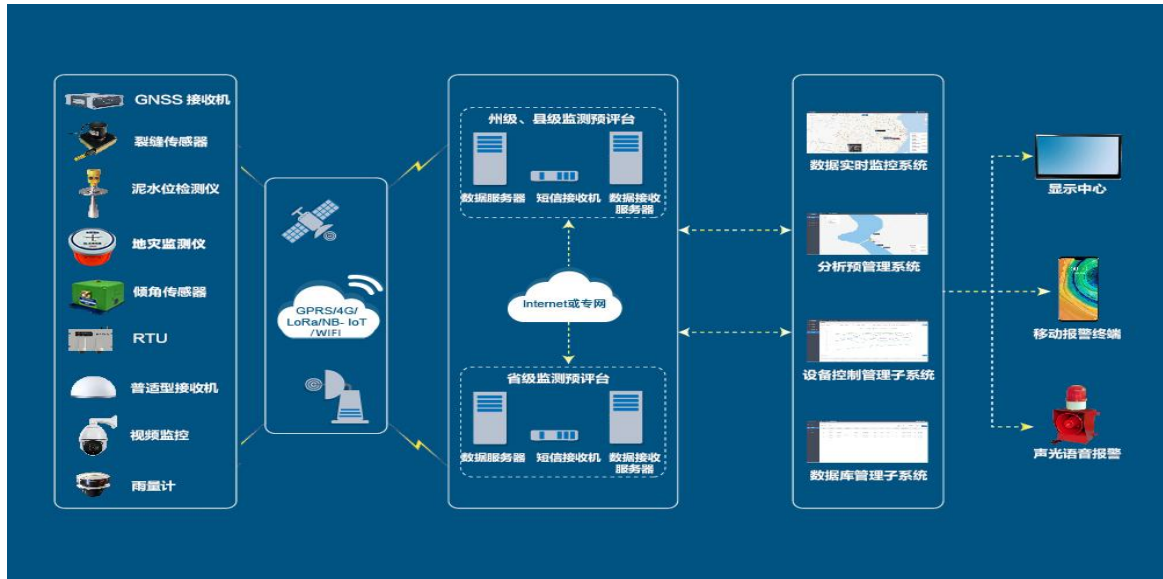 GNSS 接收机
裂缝传感器
泥水位检测仪
地灾监测仪
倾角传感器
RTU
普适型接收机
视频监控
雨量计
GPRS/4G/
LoRa/NB- IoT
/WIFI
州级、县级监测预评台
数据服务器
短信接收机
数据接收
服务器
Internet或专网
省级监测预评台
数据服务器
短信接收机
数据接收
服务器
数据实时监控系统
分析预管理系统
设备控制管理子系统
数据库管理子系统
显示中心
移动报警终端
声光语音报警